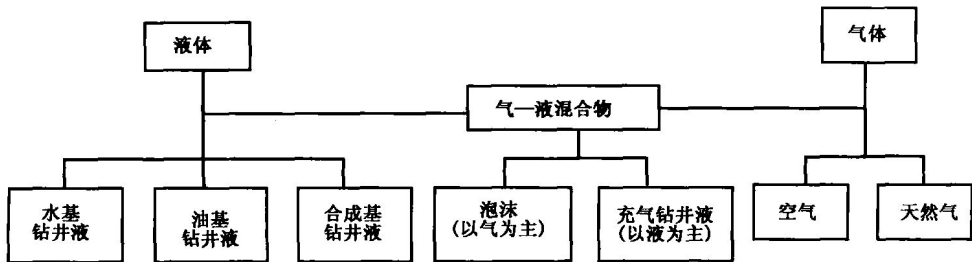 液体
气体
气—液混合物
水基
钻井液
油基
钻井液
合成基
钻井液
泡沫
(以气为主)
充气钻井液
(以液为主)
空气
天然气